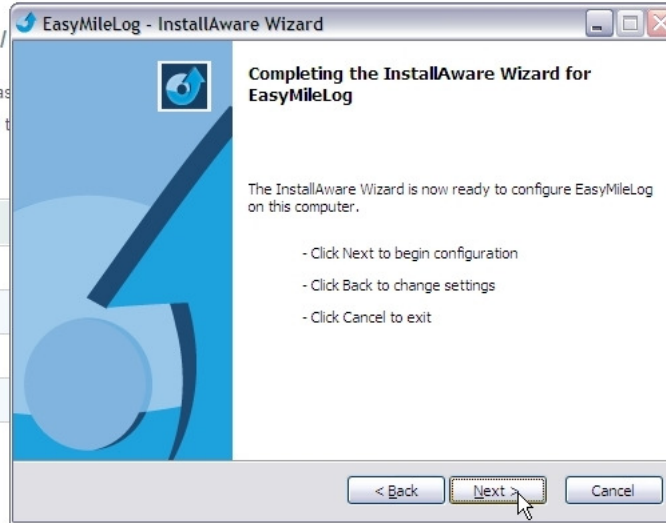 EasyMileLog - InstallAware Wizard
Completing the InstallAware Wizard for
EasyMileLog
The InstallAware Wizard is now ready to configure EasyMileLog
on this computer.
- Click Next to begin configuration
- Click Back to change settings
- Click Cancel to exit
< Back
Next >
Cancel